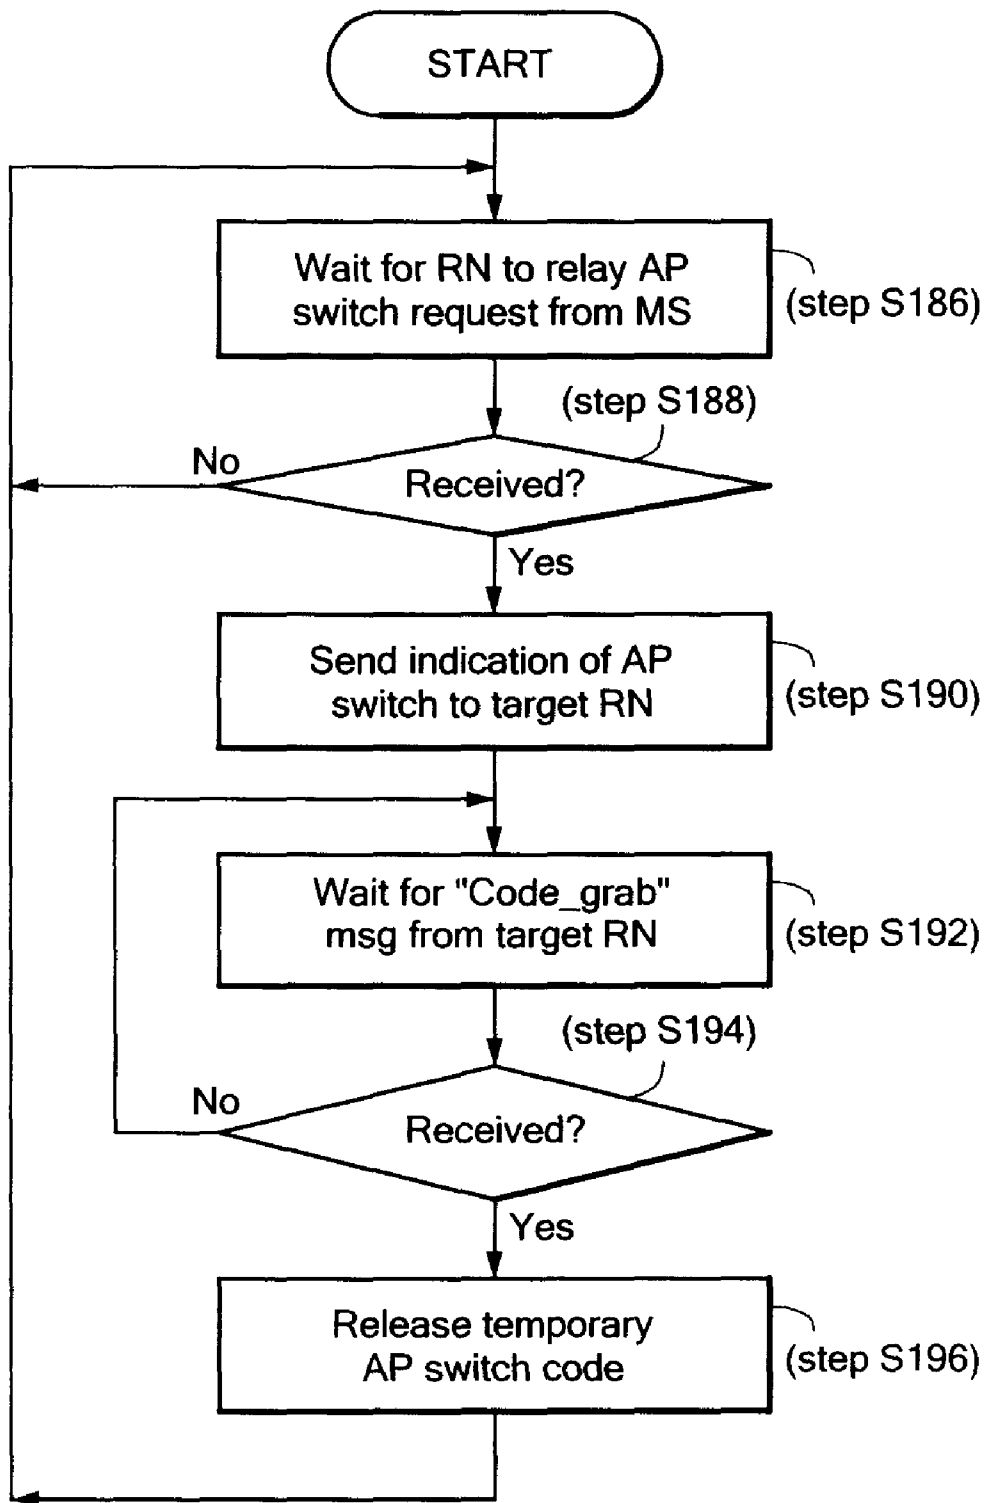 START
Wait for RN to relay AP
switch request from MS
(step S186)
(step S188)
No
Received?
Yes
Send indication of AP
switch to target RN
(step S190)
Wait for "Code_grab"
msg from target RN
(step S192)
(step S194)
No
Received?
Yes
Release temporary
AP switch code
(step S196)